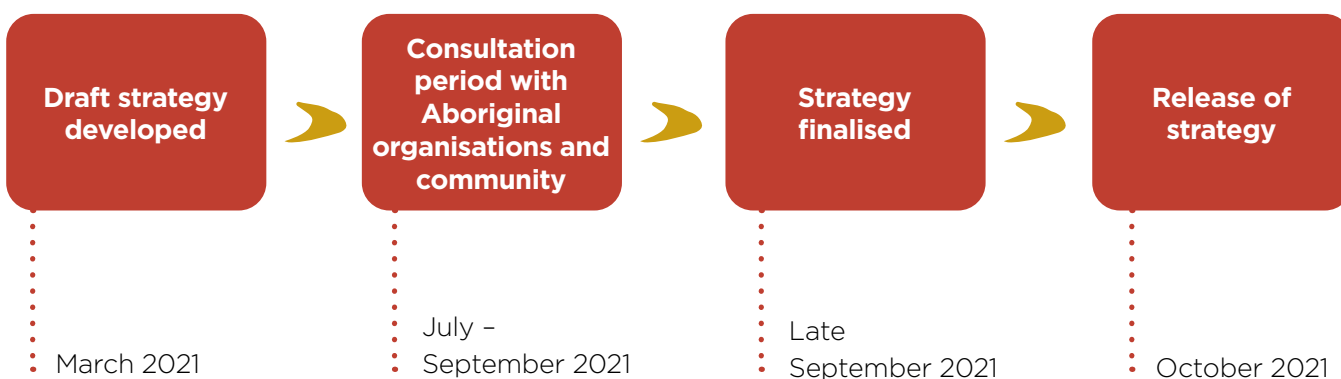 Draft strategy
developed
Consultation
period with
Aboriginal
organisations and
community
Strategy
finalised
Release of
strategy
March 2021
July –
September 2021
Late
September 2021
October 2021